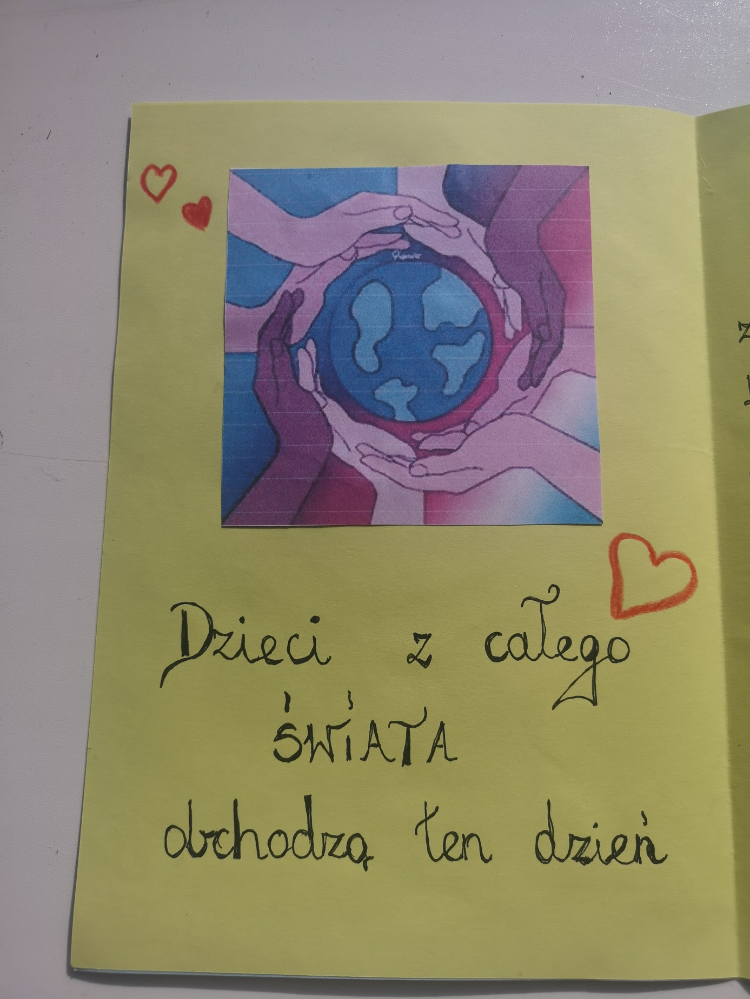 Dzieci z całego
ŚWiATA
obchodzą ten dzień